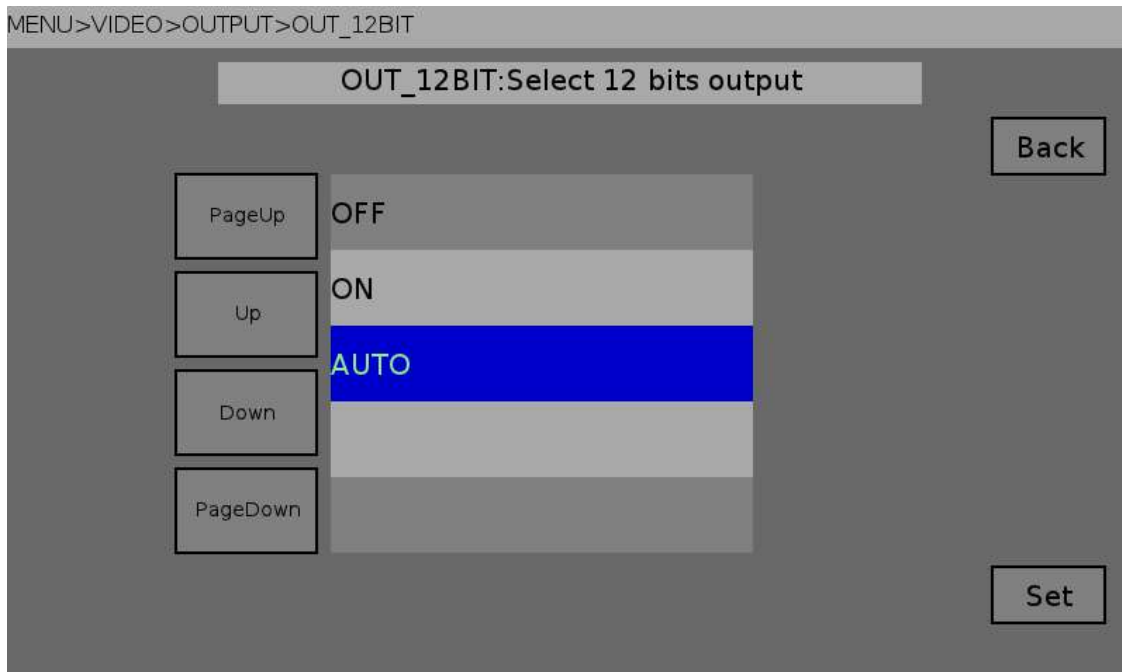 MENU>VIDEO>OUTPUT>OUT_12BIT
OUT_12BIT:Select 12 bits output
Back
PageUp
OFF
Up
ON
AUTO
Down
PageDown
Set